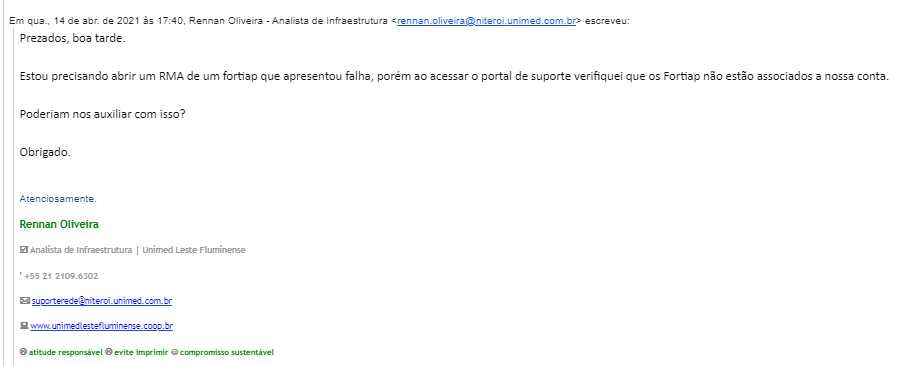 Em qua., 14 de abr. de 2021 às 17:40, Rennan Oliveira - Analista de Infraestrutura <rennan.oliveira@niteroi.unimed.com.br> escreveu:
Prezados, boa tarde.
Estou precisando abrir um RMA de um fortiap que apresentou falha, porém ao acessar o portal de suporte verifiquei que os Fortiap não estão associados a nossa conta.
Poderiam nos auxiliar com isso?
Obrigado.
Atenciosamente.
Rennan Oliveira
Analista de Infraestrutura | Unimed Leste Fluminense
' +55 21 2109.6302
suporterede@niteroi.unimed.com.br
www.unimedlestefluminense.coop.br
atitude responsável evite imprimir compromisso sustentável